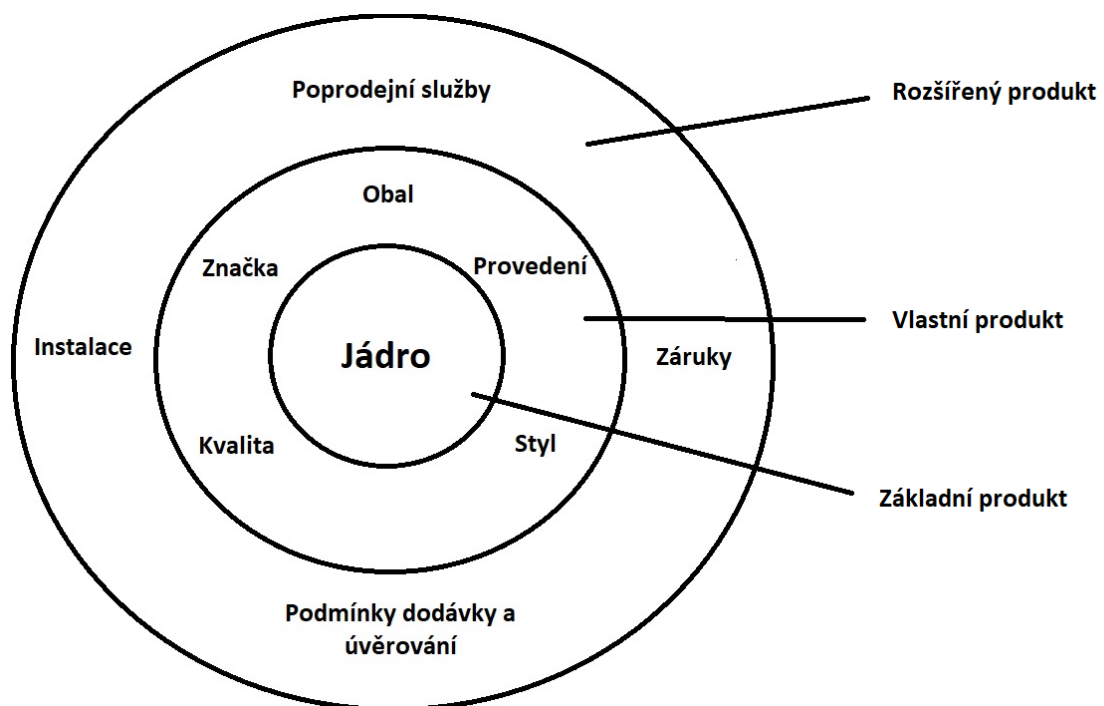 Poprodejní služby
Rozšířený produkt
Obal
Značka
Provedení
Vlastní produkt
Instalace
Jádro
Záruky
Kvalita
Styl
Základní produkt
Podmínky dodávky a
úvěrování